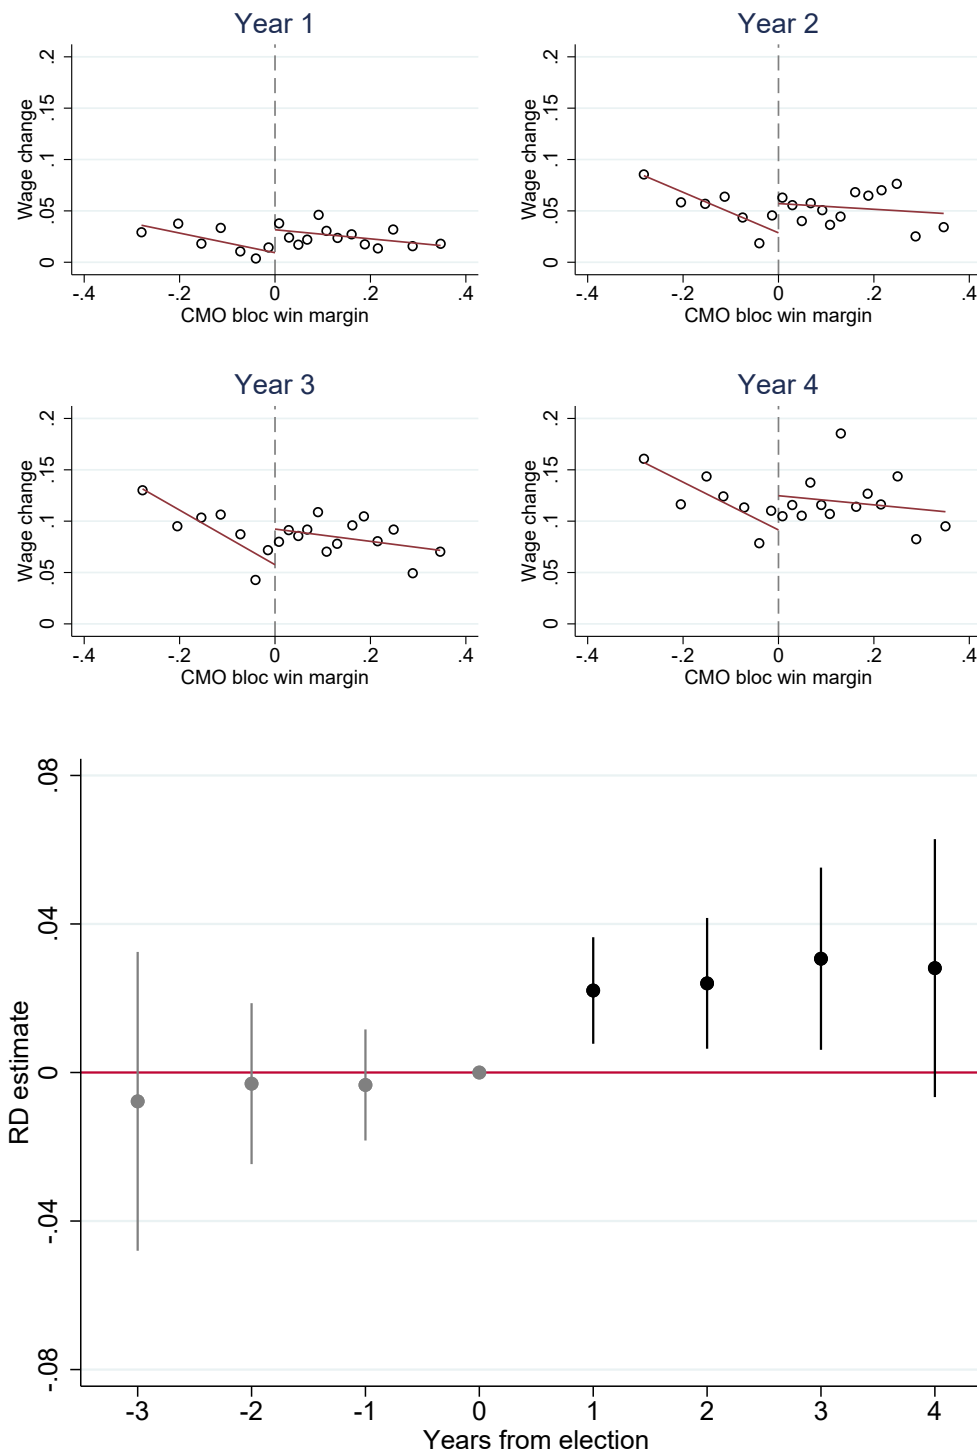 Year 1
Year 2
Wage change
0 .05 .1 .15 .2
-.4 -.2 0 .2 .4
CMO bloc win margin
Wage change
0 .05 .1 .15 .2
-.4 -.2 0 .2 .4
CMO bloc win margin
Year 3
Year 4
Wage change
0 .05 .1 .15 .2
-.4 -.2 0 .2 .4
CMO bloc win margin
Wage change
0 .05 .1 .15 .2
-.4 -.2 0 .2 .4
CMO bloc win margin
RD estimate
-.08 -.04 0 .04 .08
-3 -2 -1 0 1 2 3 4
Years from election